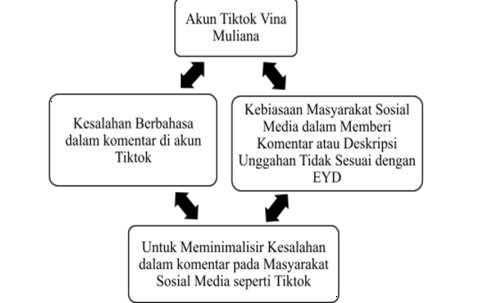 Akun Tiktok Vina
Muliana
Kesalahan Berbahasa
dalam komentar di akun
Tiktok
Kebiasaan Masyarakat Sosial
Media dalam Memberi
Komentar atau Deskripsi
Unggahan Tidak Sesuai dengan
EYD
Untuk Meminimalisir Kesalahan
dalam komentar pada Masyarakat
Sosial Media seperti Tiktok